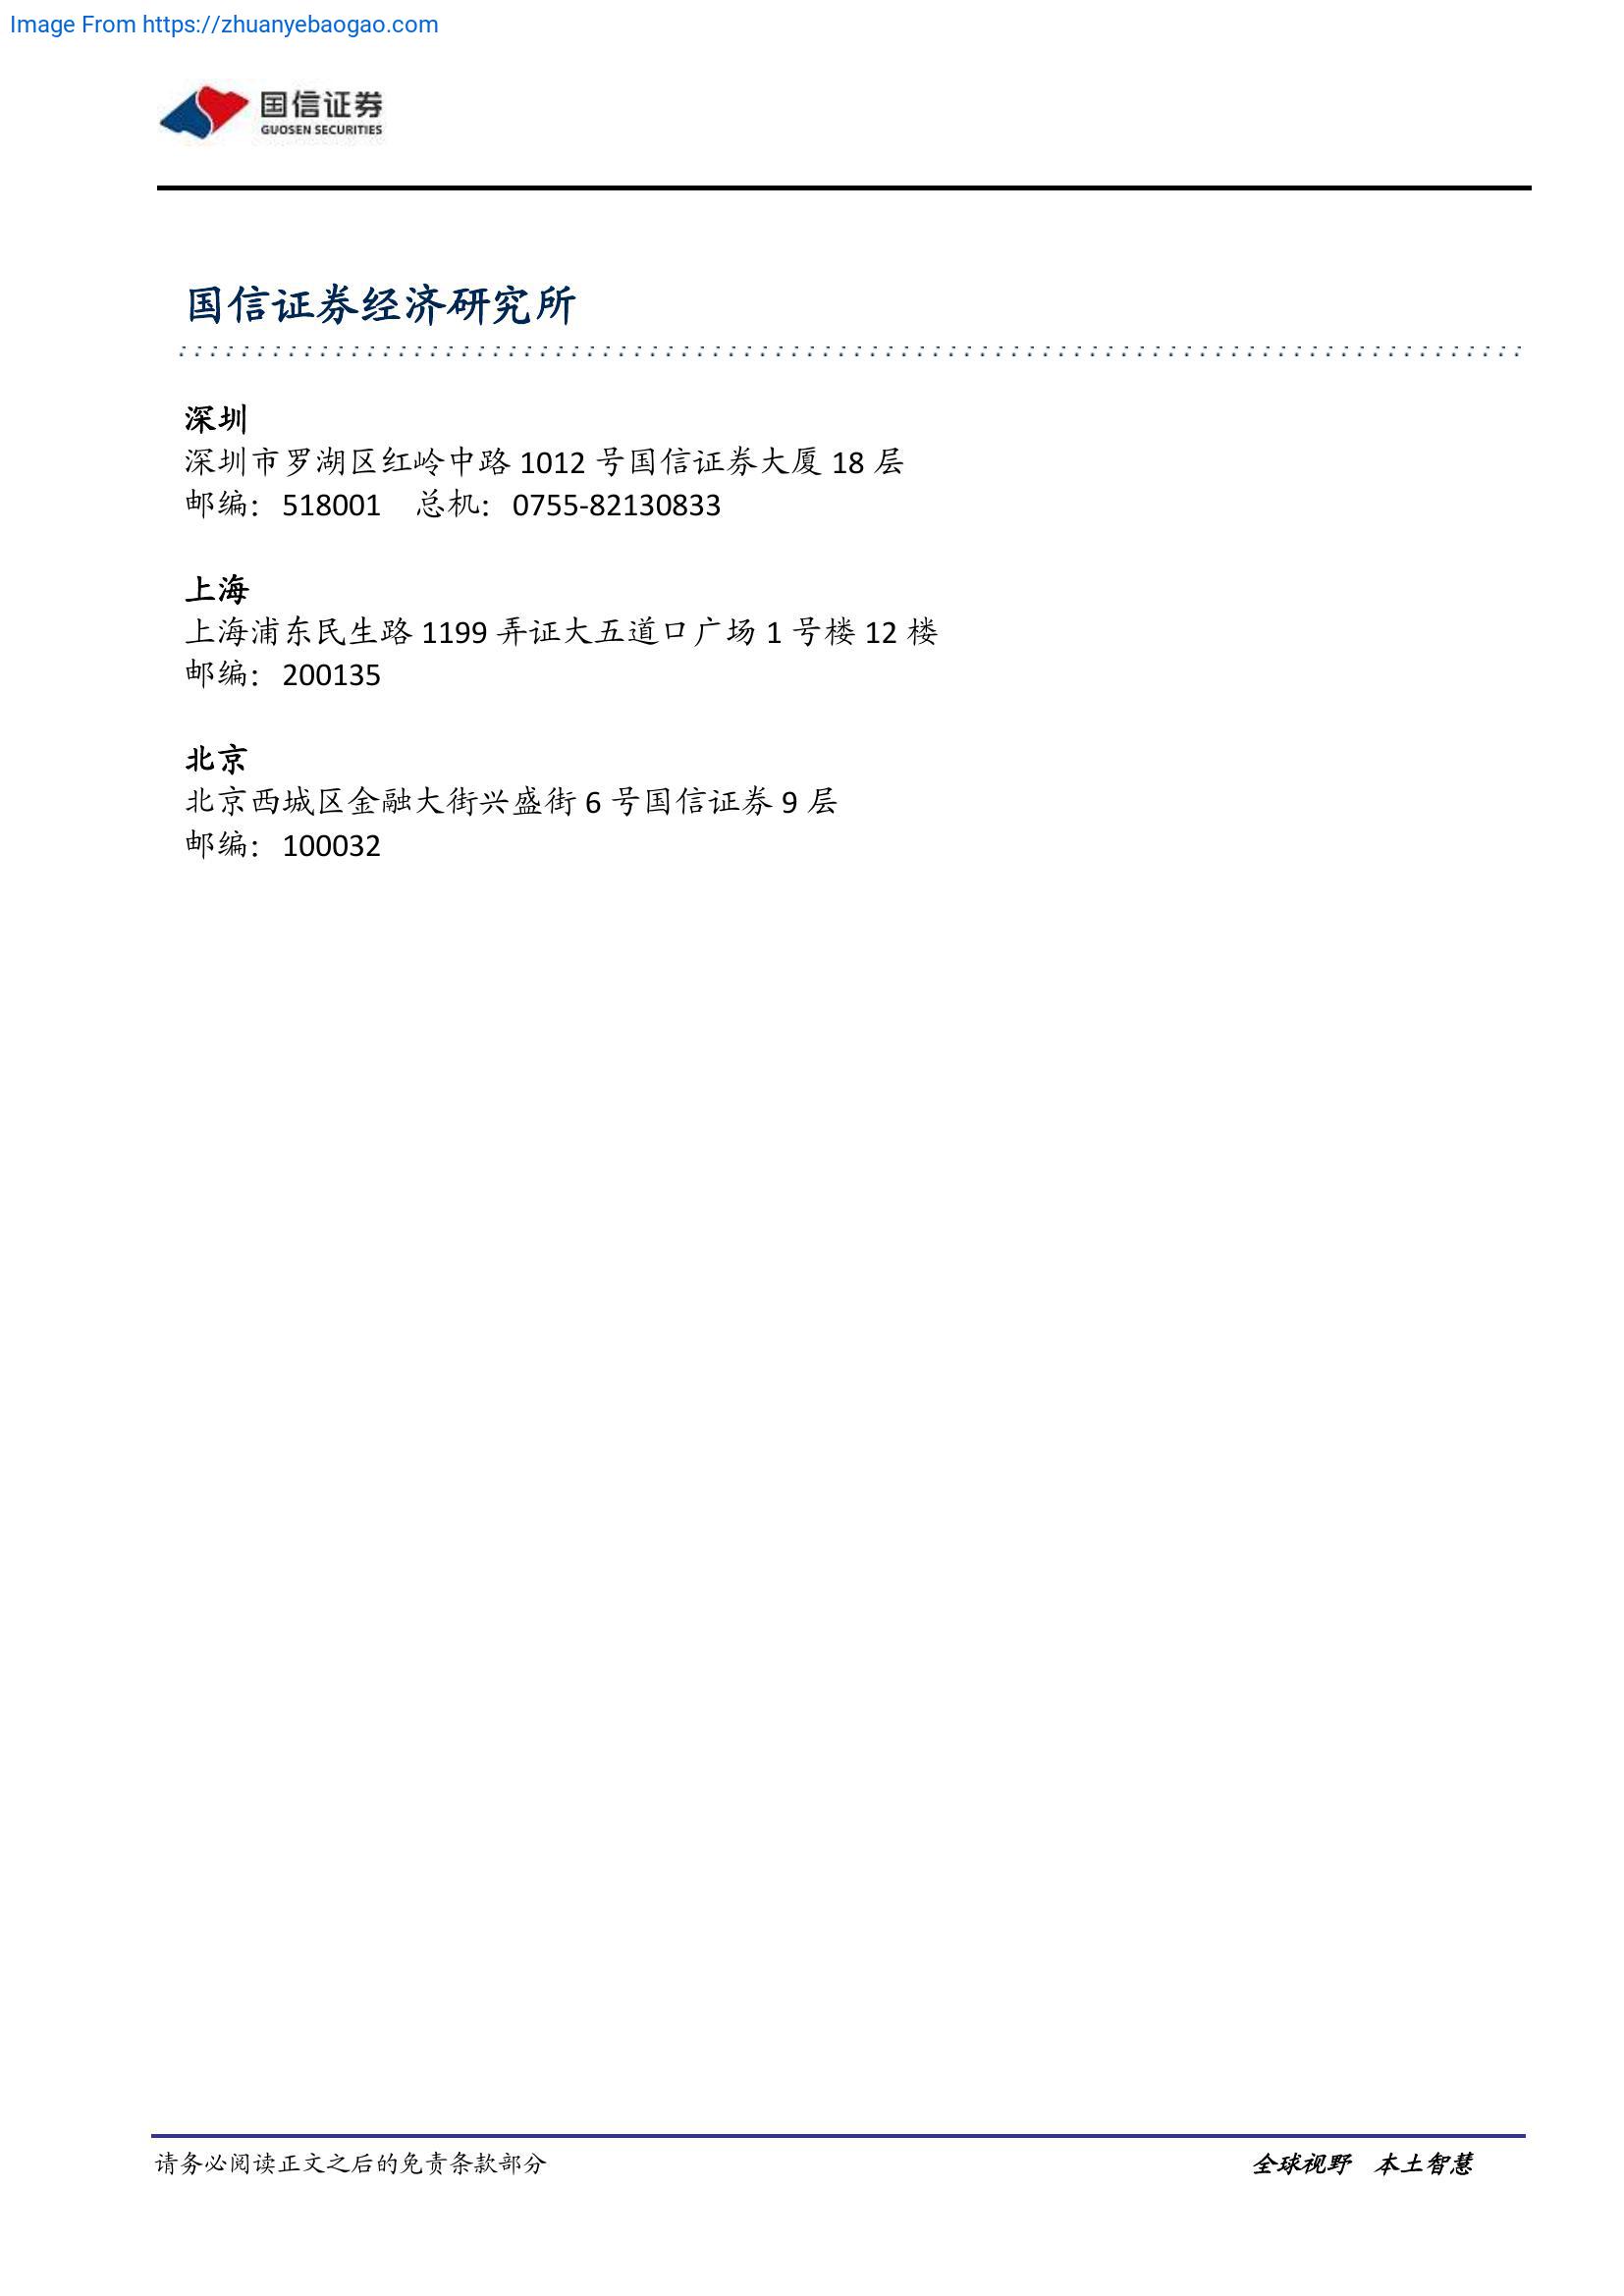 Image From https://zhuanyebaogao.com
国信证券
GUOSEN SECURITIES
国信证券经济研究所
深圳
深圳市罗湖区红岭中路 1012 号国信证券大厦 18 层
邮编：518001 总机：0755-82130833
上海
上海浦东民生路 1199 弄证大五道口广场 1 号楼 12 楼
邮编：200135
北京
北京西城区金融大街兴盛街 6 号国信证券 9 层
邮编：100032
请务必阅读正文之后的免责条款部分
全球视野 本土智慧